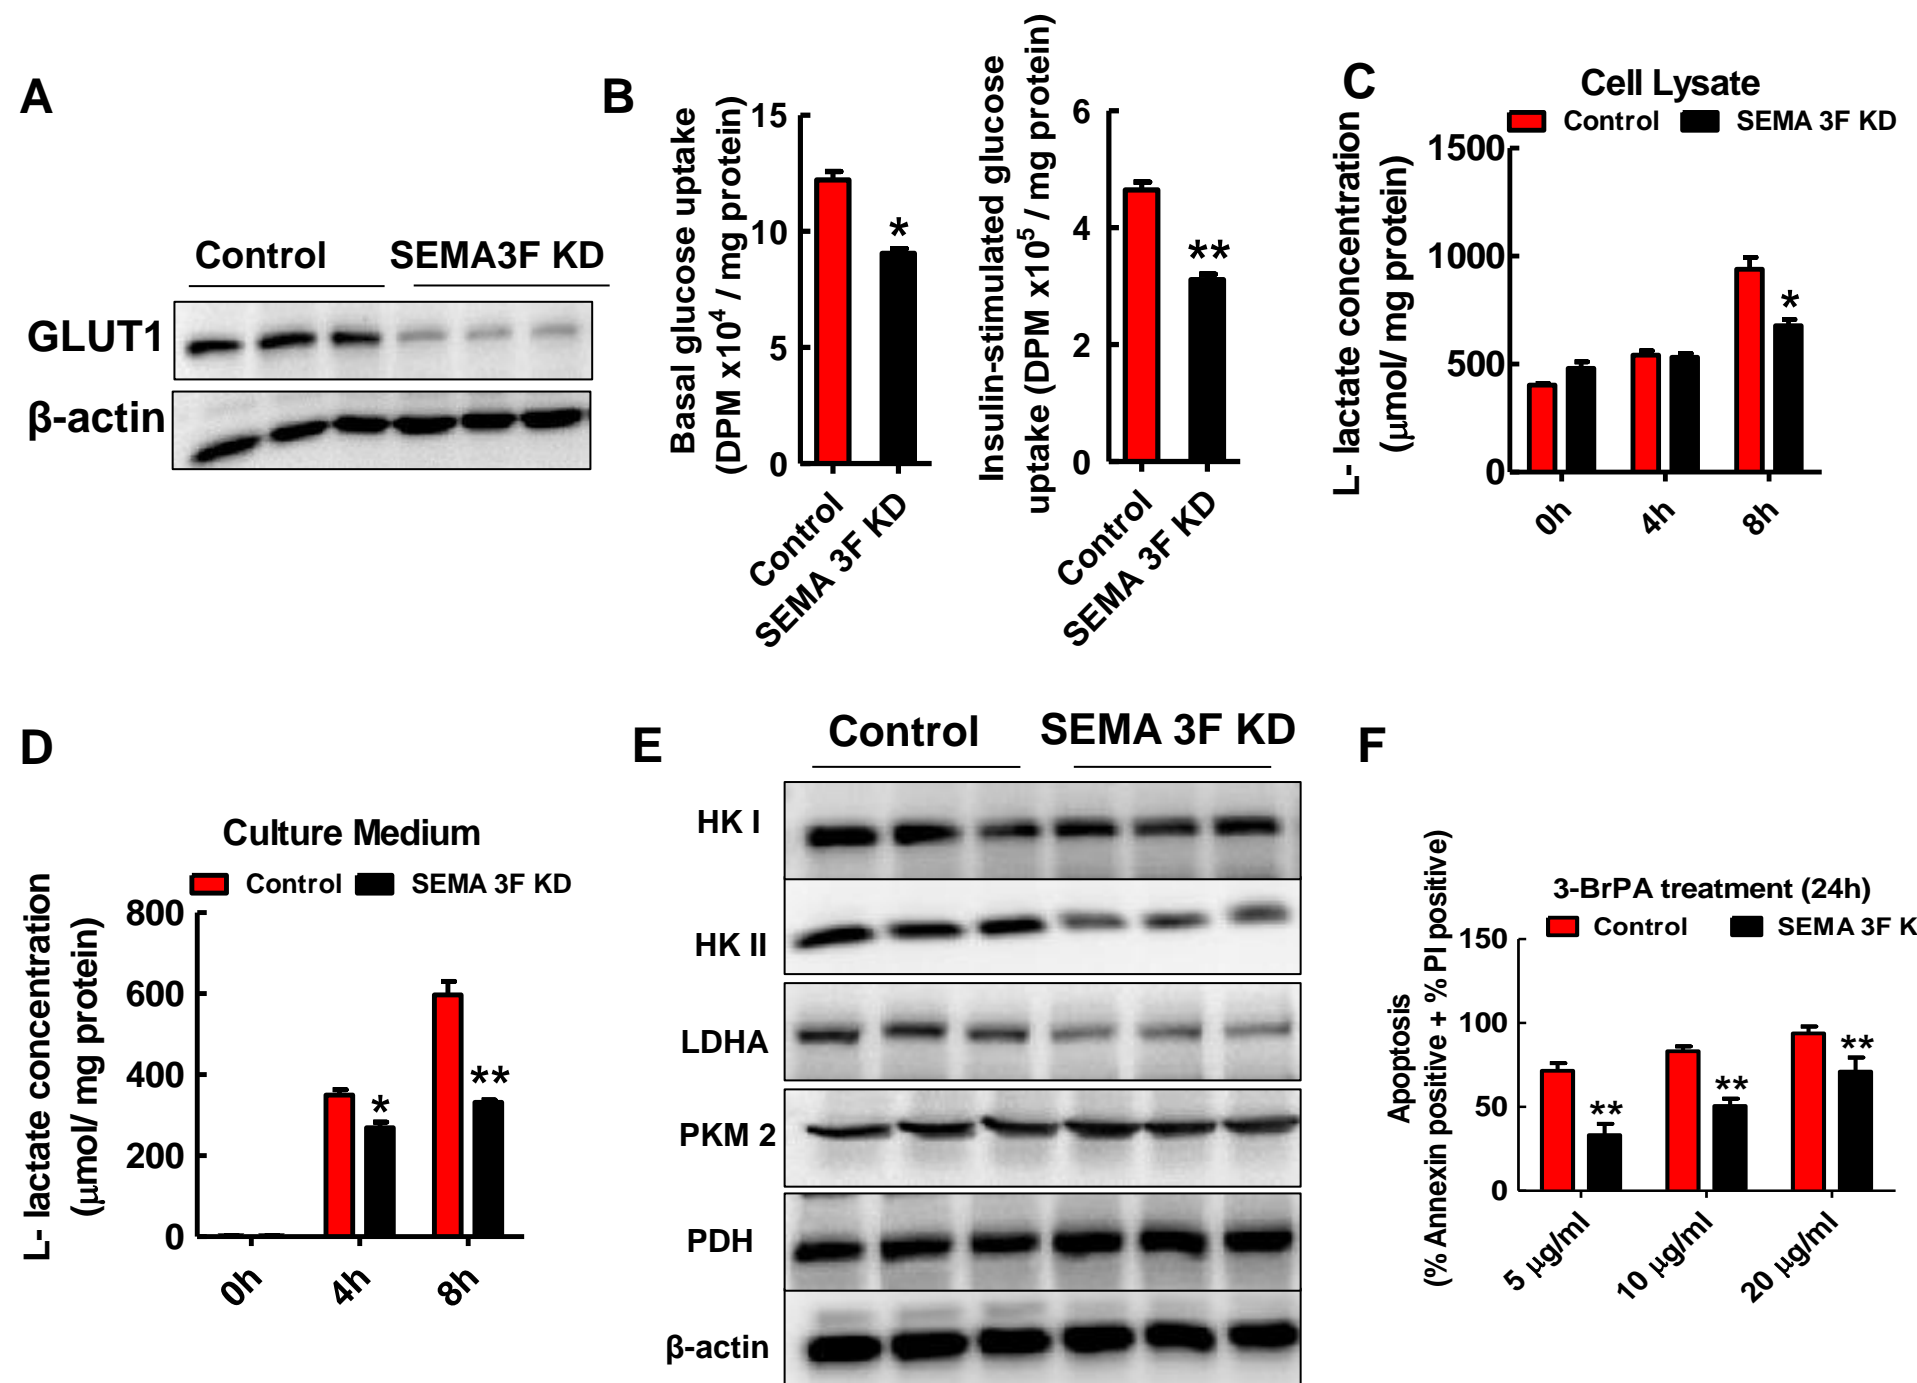 A
Control
SEMA3F KD
GLUT1
β-actin
B
Basal glucose uptake
(DPM x10⁴ / mg protein)
15
10
5
0
Control
SEMA 3F KD
*
Insulin-stimulated glucose
uptake (DPM x10⁵ / mg protein)
6
4
2
0
Control
SEMA 3F KD
**
C
Cell Lysate
Control
SEMA 3F KD
L- lactate concentration
(μmol/ mg protein)
1500
1000
500
0
*
0h
4h
8h
D
Culture Medium
Control
SEMA 3F KD
L- lactate concentration
(μmol/ mg protein)
800
600
400
200
0
*
**
0h
4h
8h
E
Control
SEMA 3F KD
HK I
HK II
LDHA
PKM 2
PDH
β-actin
F
3-BrPA treatment (24h)
Control
SEMA 3F K
Apoptosis
(% Annexin positive + % PI positive)
150
100
50
0
**
**
**
5 μg/ml
10 μg/ml
20 μg/ml